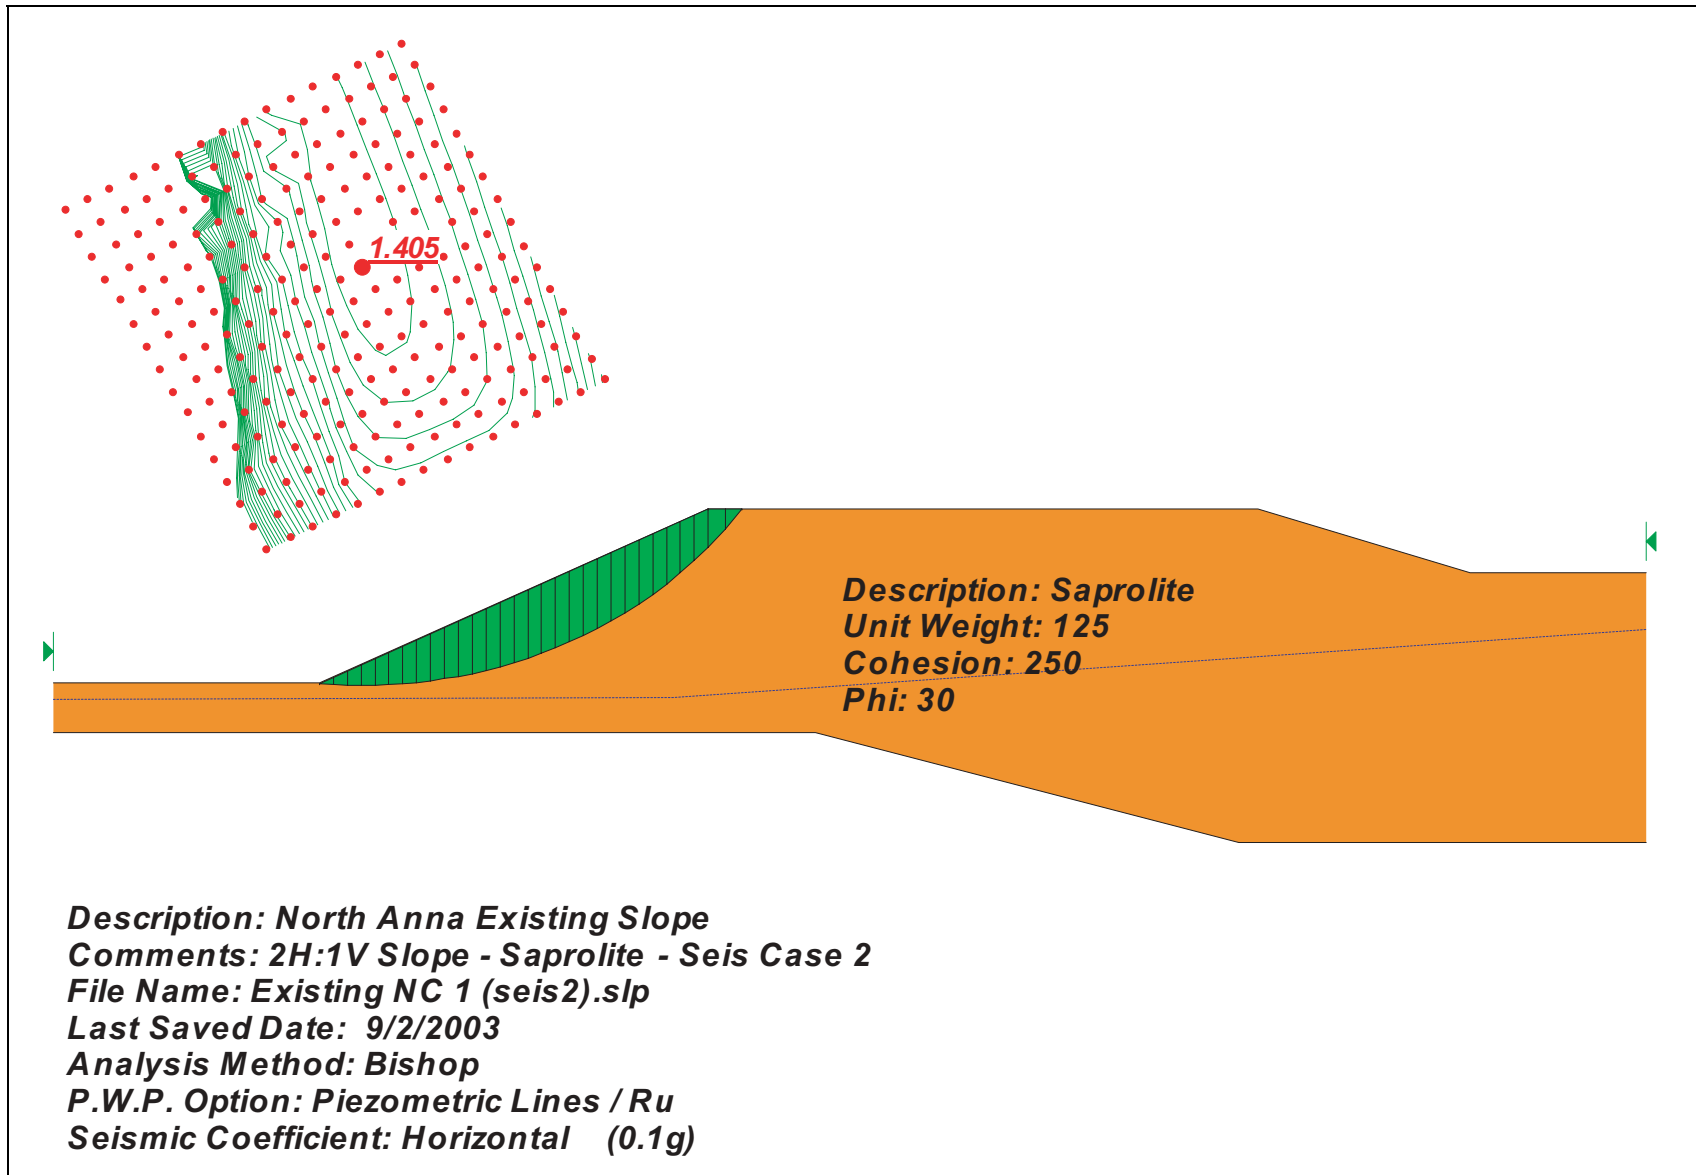 1.405
Description: Saprolite
Unit Weight: 125
Cohesion: 250
Phi: 30
Description: North Anna Existing Slope
Comments: 2H:1V Slope - Saprolite - Seis Case 2
File Name: Existing NC 1 (seis2).slp
Last Saved Date: 9/2/2003
Analysis Method: Bishop
P.W.P. Option: Piezometric Lines / Ru
Seismic Coefficient: Horizontal (0.1g)